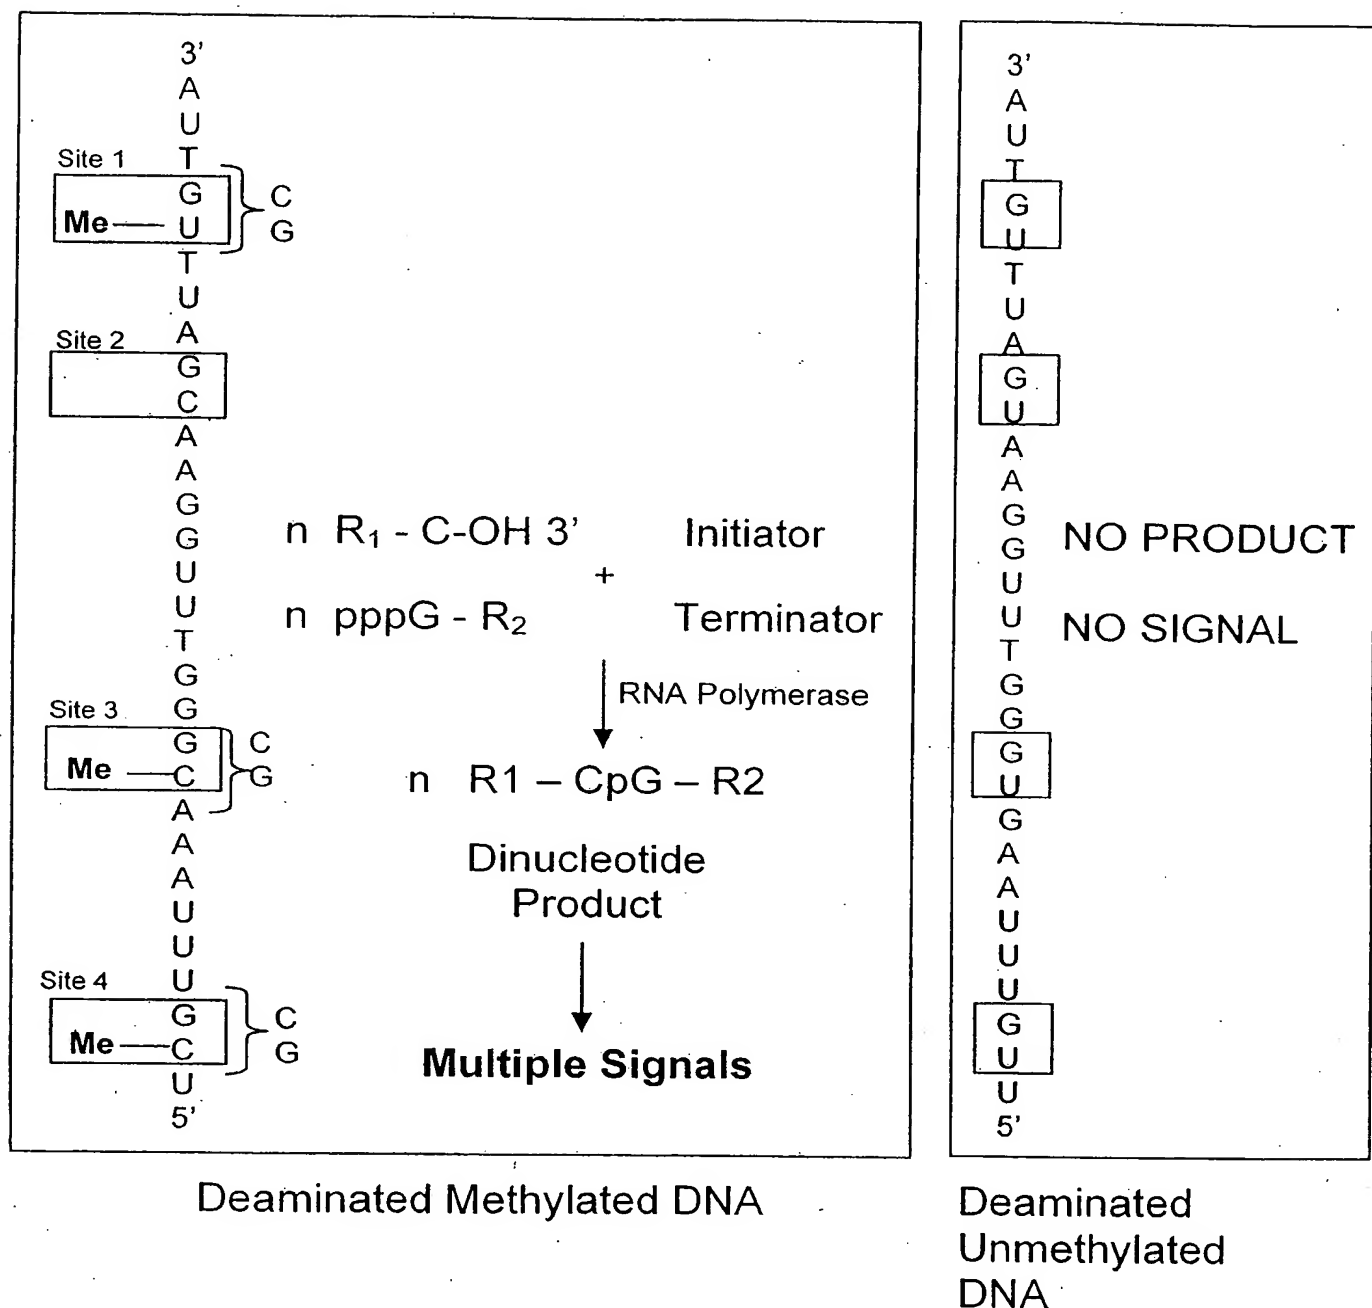 3'
A
U
T
Site 1
G
Me
U
C
G
T
U
A
Site 2
G
C
A
A
G
G
U
U
T
G
G
Site 3
G
Me
C
C
G
A
A
A
U
U
U
Site 4
G
Me
C
C
G
U
5'
n R1 - C-OH 3' Initiator
+
n pppG - R2 Terminator
RNA Polymerase
n R1 – CpG – R2
Dinucleotide
Product
Multiple Signals
Deaminated Methylated DNA
3'
A
U
T
G
U
T
U
A
G
U
A
A
G
G
U
U
T
G
G
G
U
G
A
A
U
U
U
G
U
U
5'
NO PRODUCT
NO SIGNAL
Deaminated
Unmethylated
DNA